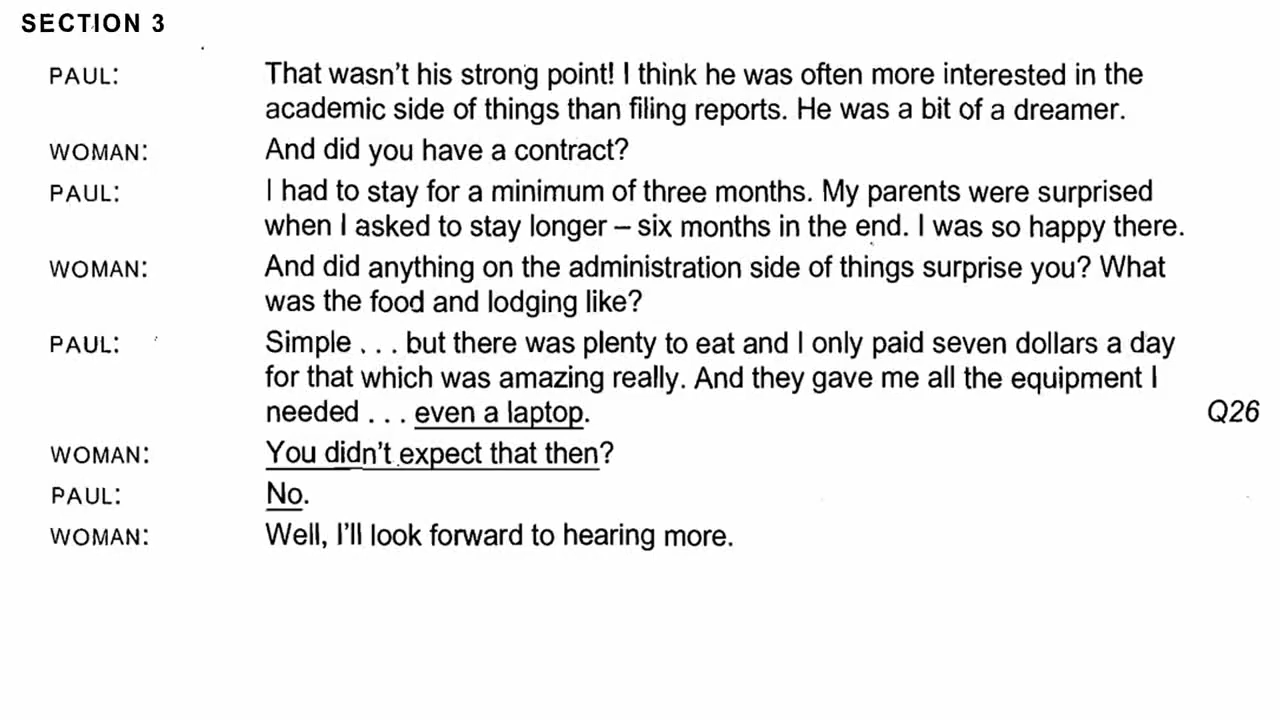 SECTION 3
PAUL: That wasn't his strong point! I think he was often more interested in the
academic side of things than filing reports. He was a bit of a dreamer.
WOMAN: And did you have a contract?
PAUL: I had to stay for a minimum of three months. My parents were surprised
when I asked to stay longer – six months in the end. I was so happy there.
WOMAN: And did anything on the administration side of things surprise you? What
was the food and lodging like?
PAUL: Simple . . . but there was plenty to eat and I only paid seven dollars a day
for that which was amazing really. And they gave me all the equipment I
needed . . . even a laptop. Q26
WOMAN: You didn't expect that then?
PAUL: No.
WOMAN: Well, I'll look forward to hearing more.